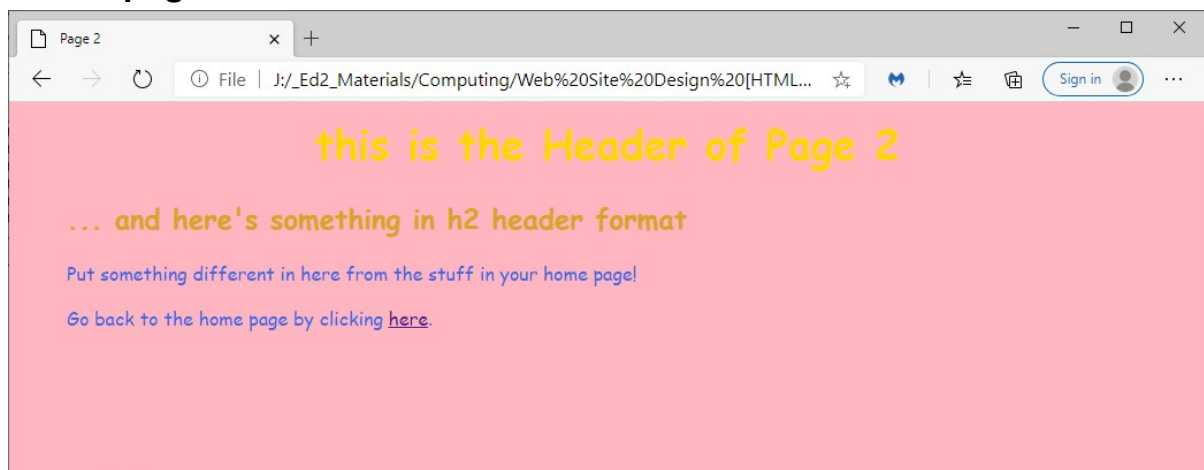 Page 2
File J:/_Ed2_Materials/Computing/Web%20Site%20Design%20[HTML...
Sign in
this is the Header of Page 2
... and here's something in h2 header format
Put something different in here from the stuff in your home page!
Go back to the home page by clicking here.